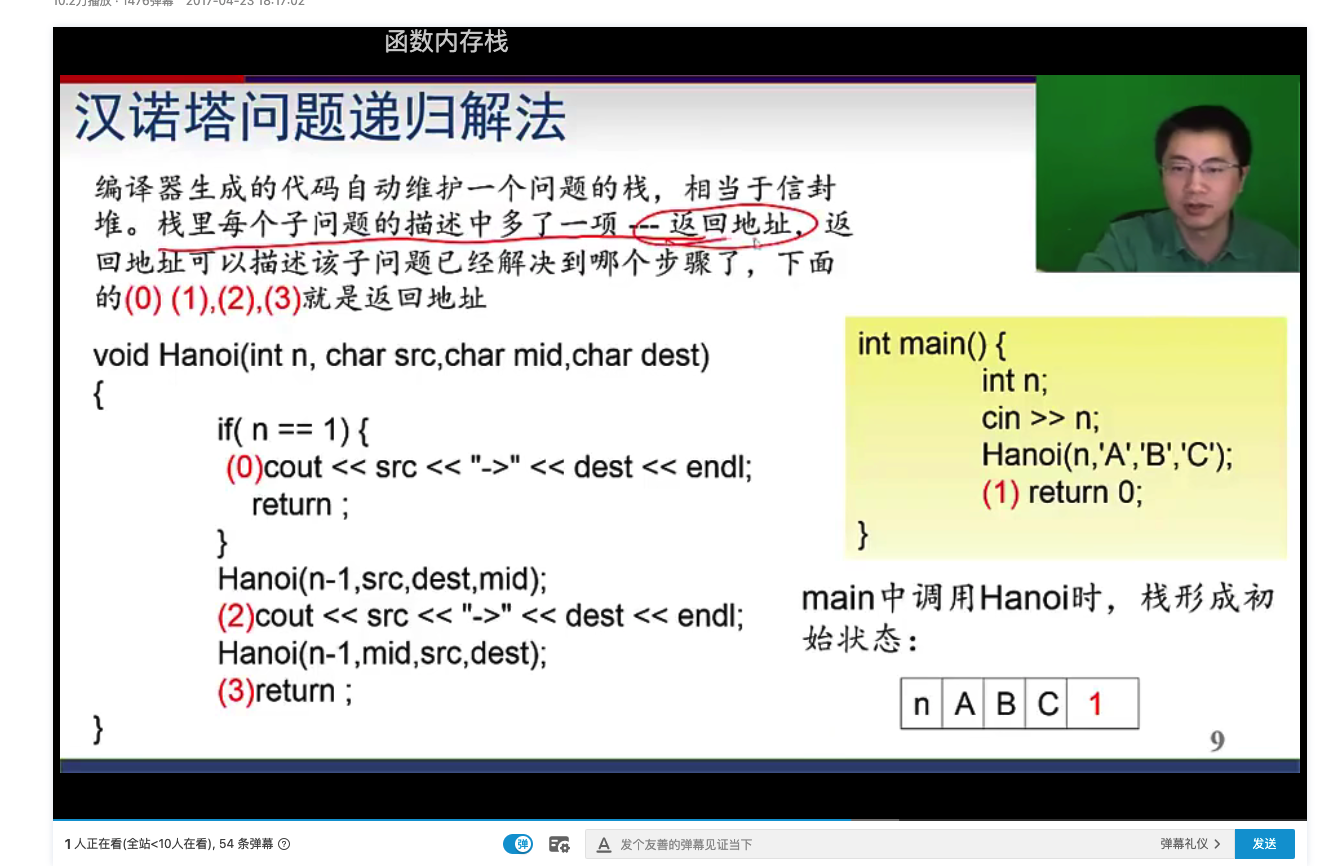 10.2万播放 · 1476弹幕 2017-04-23 18:17:02
函数内存栈
汉诺塔问题递归解法
编译器生成的代码自动维护一个问题的栈，相当于信封
堆。栈里每个子问题的描述中多了一项 --- 返回地址，返
回地址可以描述该子问题已经解决到哪个步骤了，下面
的(0) (1),(2),(3)就是返回地址
void Hanoi(int n, char src,char mid,char dest)
{
if( n == 1) {
(0)cout << src << "->" << dest << endl;
return ;
}
Hanoi(n-1,src,dest,mid);
(2)cout << src << "->" << dest << endl;
Hanoi(n-1,mid,src,dest);
(3)return ;
}
int main() {
int n;
cin >> n;
Hanoi(n,'A','B','C');
(1) return 0;
}
main中调用Hanoi时，栈形成初
始状态：
n A B C 1
9
1 人正在看(全站<10人在看), 54 条弹幕
弹
A 发个友善的弹幕见证当下
弹幕礼仪
发送